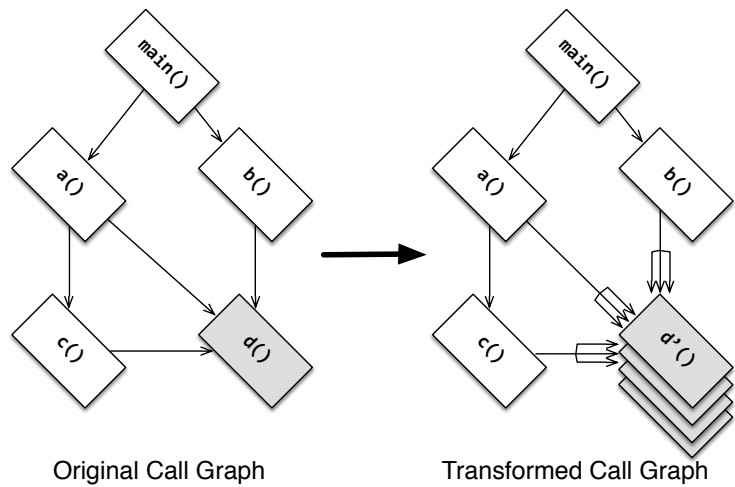 main()
a()
b()
c()
d()
Original Call Graph
main()
a()
b()
c()
d’()
Transformed Call Graph